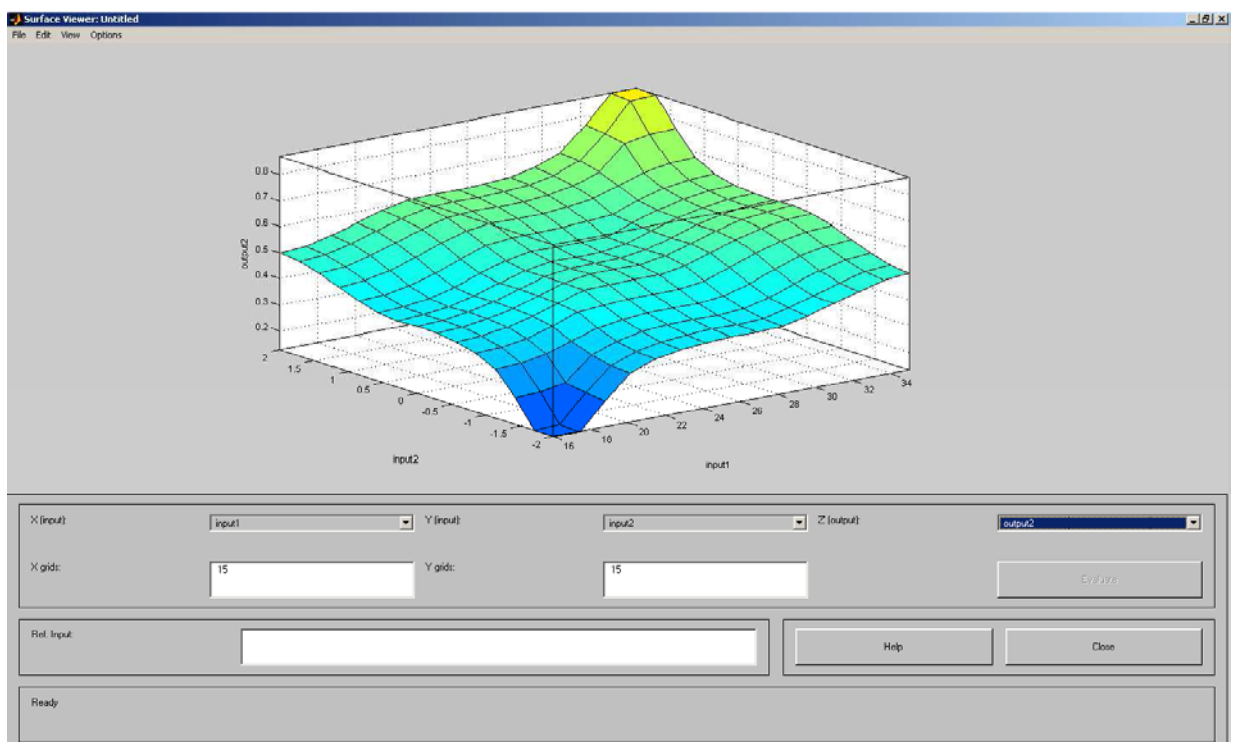 Surface Viewer: Untitled
File Edit View Options
0.8
0.7
0.6
0.5
0.4
0.3
0.2
output2
2
1.5
1
0.5
0
-0.5
-1
-1.5
-2
input2
16
18
20
22
24
26
28
30
32
34
input1
X (input): input1 Y (input): input2 Z (output): output2
X grids: 15 Y grids: 15 Evaluate
Ref. Input: Help Close
Ready